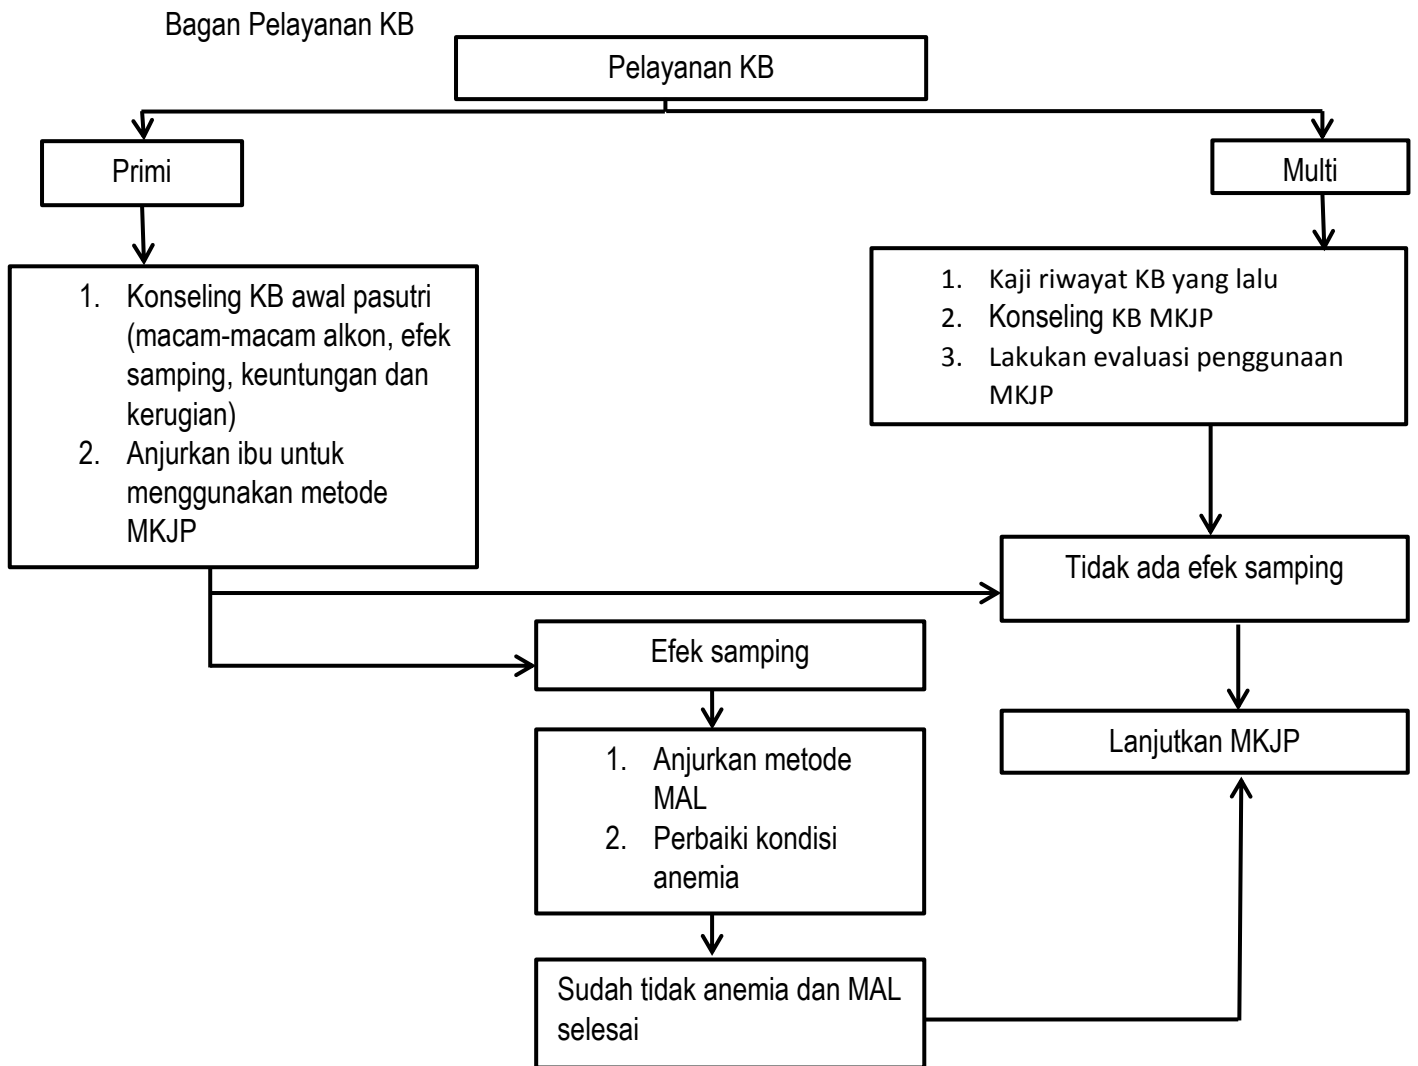 Bagan Pelayanan KB
Pelayanan KB
Primi
Multi
1. Konseling KB awal pasutri
(macam-macam alkon, efek
samping, keuntungan dan
kerugian)
2. Anjurkan ibu untuk
menggunakan metode
MKJP
1. Kaji riwayat KB yang lalu
2. Konseling KB MKJP
3. Lakukan evaluasi penggunaan
MKJP
Tidak ada efek samping
Efek samping
Lanjutkan MKJP
1. Anjurkan metode
MAL
2. Perbaiki kondisi
anemia
Sudah tidak anemia dan MAL
selesai